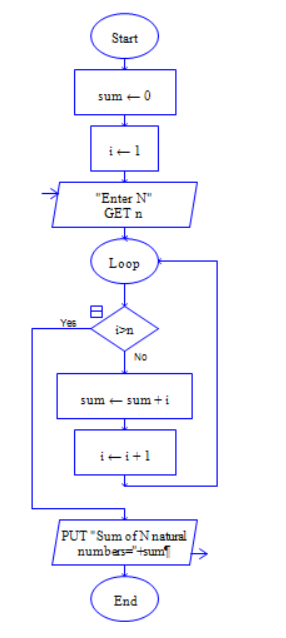 Start
sum ← 0
i ← 1
"Enter N"
GET n
Loop
Yes
i>n
No
sum ← sum + i
i ← i + 1
PUT "Sum of N natural
numbers="+sum¶
End